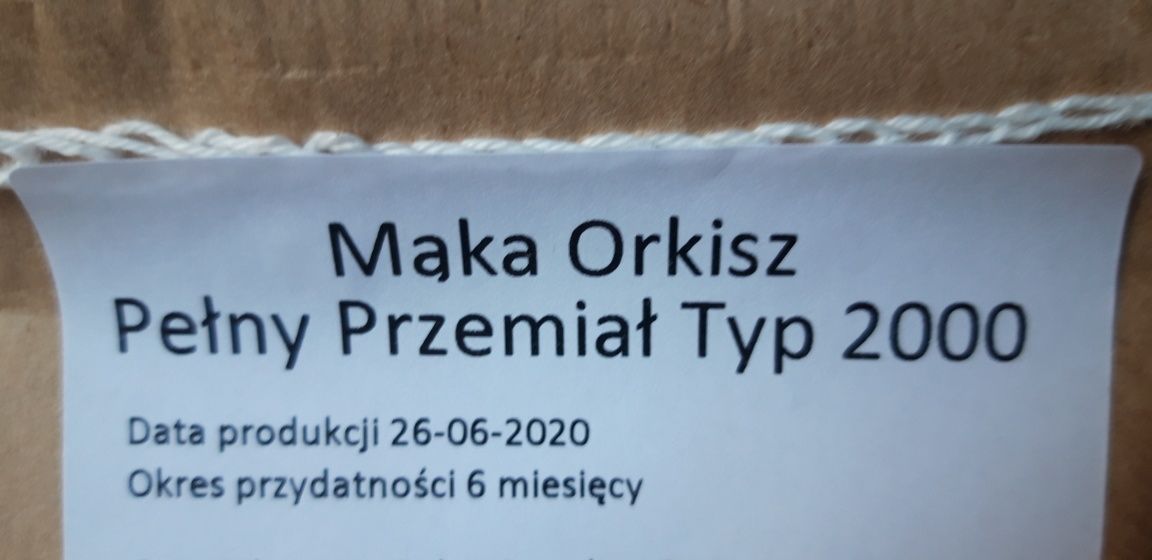 Mąka Orkisz
Pełny Przemiał Typ 2000
Data produkcji 26-06-2020
Okres przydatności 6 miesięcy